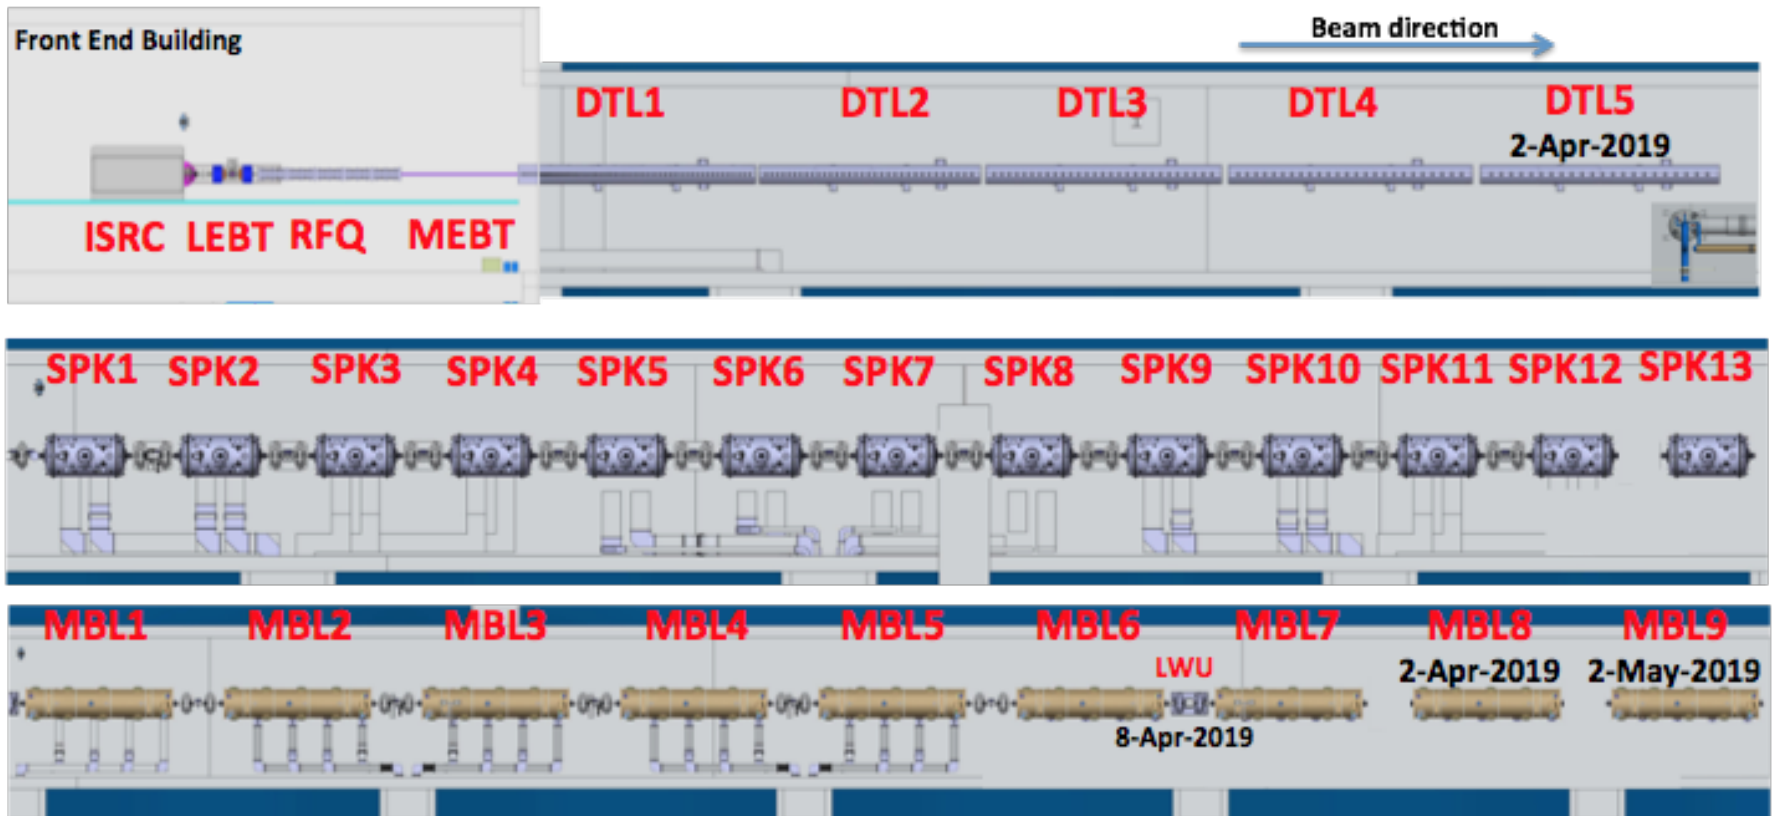 Front End Building
Beam direction
DTL1 DTL2 DTL3 DTL4 DTL5
2-Apr-2019
ISRC LEBT RFQ MEBT
SPK1 SPK2 SPK3 SPK4 SPK5 SPK6 SPK7 SPK8 SPK9 SPK10 SPK11 SPK12 SPK13
MBL1 MBL2 MBL3 MBL4 MBL5 MBL6 MBL7 MBL8 MBL9
LWU 2-Apr-2019 2-May-2019
8-Apr-2019